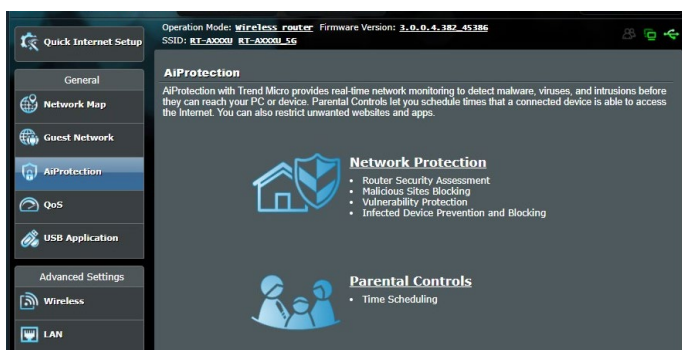 Operation Mode: Wireless router Firmware Version: 3.0.0.4.382_45386
SSID: RT-AXXXU RT-AXXXU_5G
Quick Internet Setup
General
Network Map
Guest Network
AiProtection
QoS
USB Application
Advanced Settings
Wireless
LAN
AiProtection
AiProtection with Trend Micro provides real-time network monitoring to detect malware, viruses, and intrusions before
they can reach your PC or device. Parental Controls let you schedule times that a connected device is able to access
the Internet. You can also restrict unwanted websites and apps.
Network Protection
• Router Security Assessment
• Malicious Sites Blocking
• Vulnerability Protection
• Infected Device Prevention and Blocking
Parental Controls
• Time Scheduling